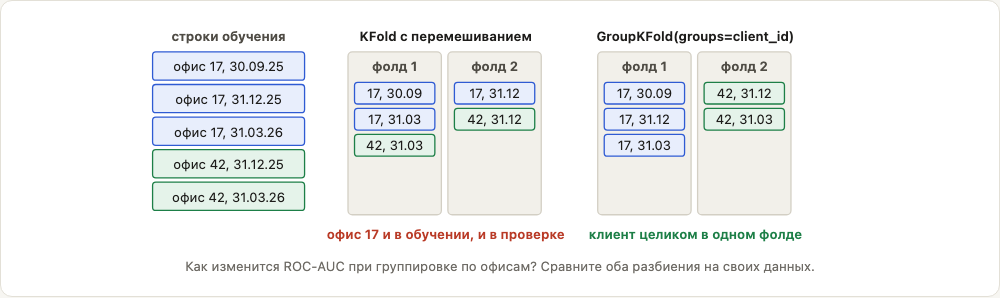 строки обучения
офис 17, 30.09.25
офис 17, 31.12.25
офис 17, 31.03.26
офис 42, 31.12.25
офис 42, 31.03.26
KFold с перемешиванием
фолд 1
17, 30.09
17, 31.03
42, 31.03
фолд 2
17, 31.12
42, 31.12
офис 17 и в обучении, и в проверке
GroupKFold(groups=client_id)
фолд 1
17, 30.09
17, 31.12
17, 31.03
фолд 2
42, 31.12
42, 31.03
клиент целиком в одном фолде
Как изменится ROC-AUC при группировке по офисам? Сравните оба разбиения на своих данных.